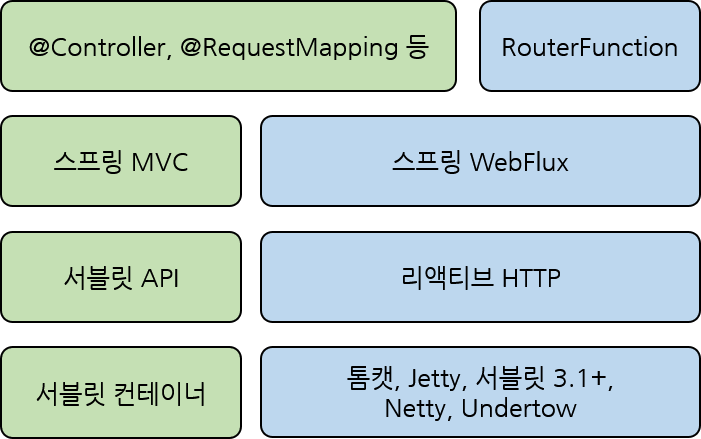 @Controller, @RequestMapping 등
RouterFunction
스프링 MVC
스프링 WebFlux
서블릿 API
리액티브 HTTP
서블릿 컨테이너
톰캣, Jetty, 서블릿 3.1+,
Netty, Undertow